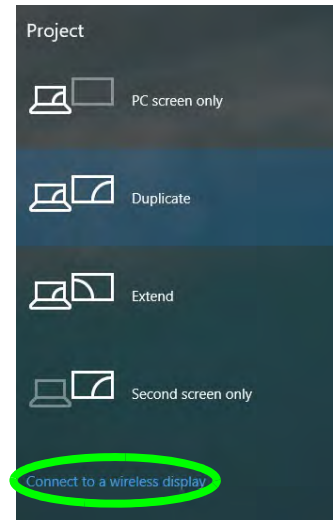 Project
PC screen only
Duplicate
Extend
Second screen only
Connect to a wireless display